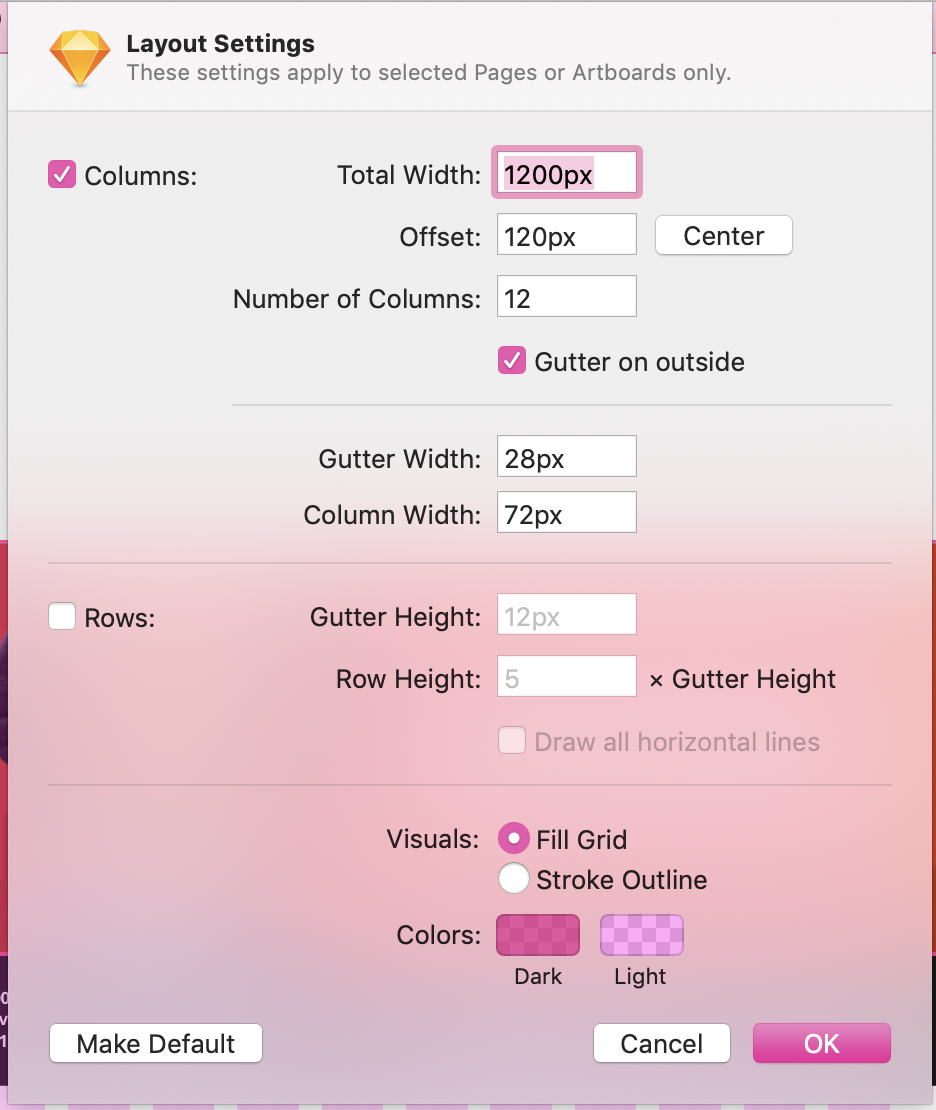 Layout Settings
These settings apply to selected Pages or Artboards only.
Columns: Total Width: 1200px
Offset: 120px Center
Number of Columns: 12
Gutter on outside
Gutter Width: 28px
Column Width: 72px
Rows: Gutter Height: 12px
Row Height: 5 × Gutter Height
Draw all horizontal lines
Visuals: Fill Grid
Stroke Outline
Colors:
Dark Light
Make Default Cancel OK